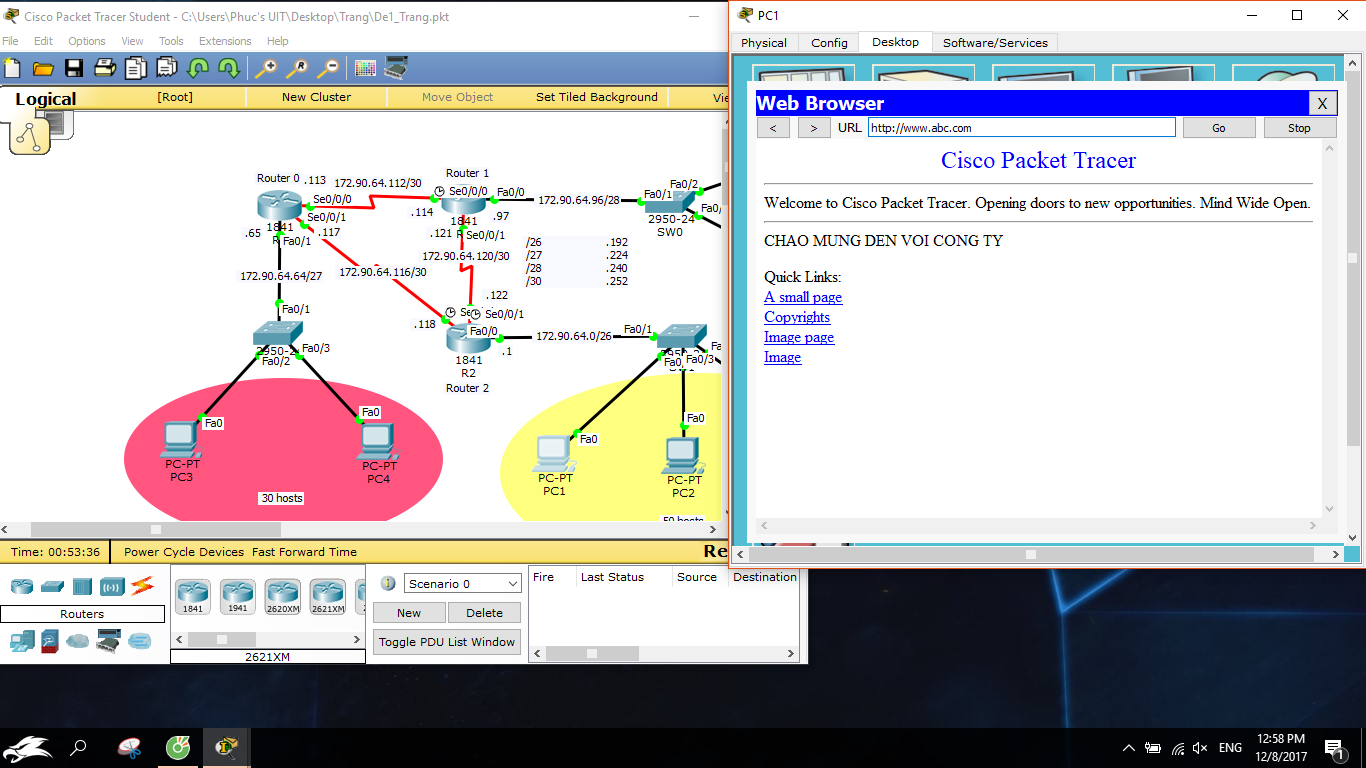 Cisco Packet Tracer Student - C:\Users\Phuc's UIT\Desktop\Trang\De1_Trang.pkt
File Edit Options View Tools Extensions Help
Logical [Root] New Cluster Move Object Set Tiled Background
Router 0
.113
172.90.64.112/30
Router 1
Se0/0/0
Se0/0/0
Fa0/0
Fa0/1
Fa0/2
172.90.64.96/28
Se0/0/1
.114
.97
1841
1841
2950-24
SW0
.65
Fa0/1
.117
.121
Se0/0/1
172.90.64.120/30
172.90.64.116/30
172.90.64.64/27
/26 .192
/27 .224
/28 .240
/30 .252
.122
Se0/0/1
Fa0/1
.118
Fa0/0
172.90.64.0/26
Fa0/1
.1
1841
R2
Router 2
Fa0/2
Fa0/3
Fa0/3
Fa0
Fa0
Fa0
Fa0
PC-PT
PC3
PC-PT
PC4
PC-PT
PC1
PC-PT
PC2
30 hosts
Time: 00:53:36 Power Cycle Devices Fast Forward Time
Routers
1841 1941 2620XM 2621XM
2621XM
Scenario 0
New Delete
Toggle PDU List Window
Fire Last Status Source Destination
PC1
Physical Config Desktop Software/Services
Web Browser X
< > URL http://www.abc.com Go Stop
Cisco Packet Tracer
Welcome to Cisco Packet Tracer. Opening doors to new opportunities. Mind Wide Open.
CHAO MUNG DEN VOI CONG TY
Quick Links:
A small page
Copyrights
Image page
Image
ENG
12:58 PM
12/8/2017
1